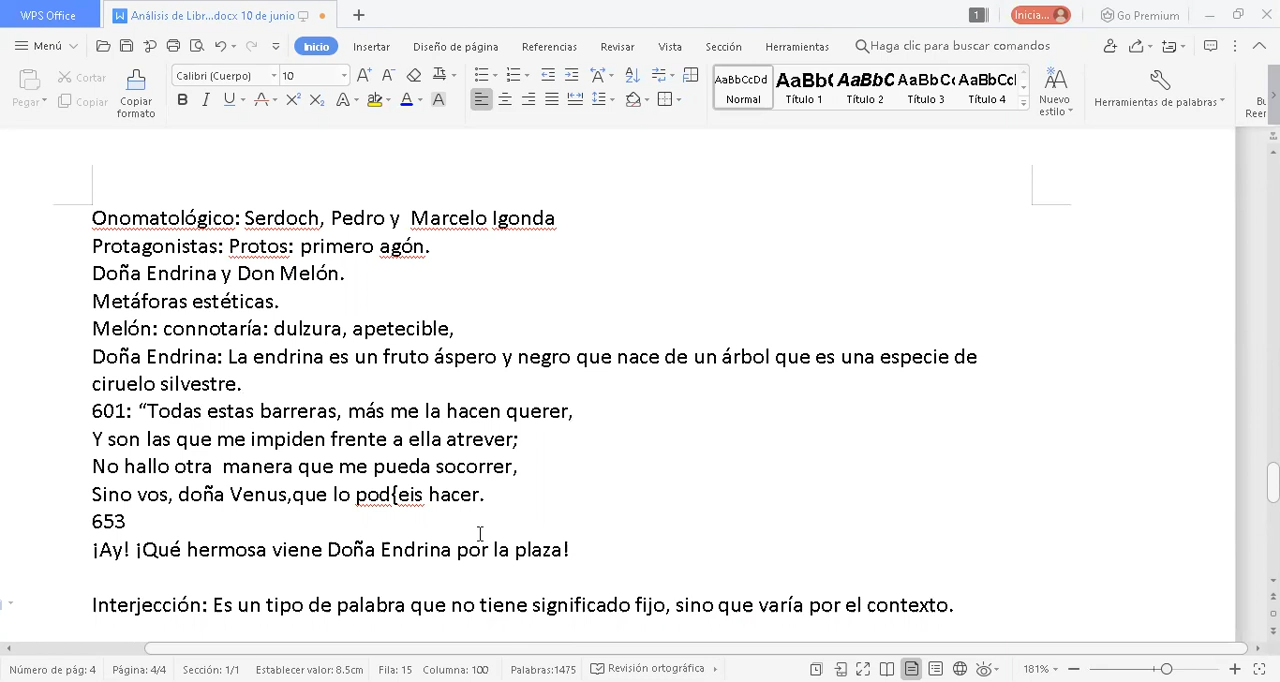 WPS Office
Análisis de Libr...docx 10 de junio
1
Inicia...
Go Premium
Menú
Inicio
Insertar
Diseño de página
Referencias
Revisar
Vista
Sección
Herramientas
Haga clic para buscar comandos
Pegar
Cortar
Copiar
Copiar formato
Calibri (Cuerpo)
10
AaBbCcDd
Normal
AaBb(
Título 1
AaBbC
Título 2
AaBbC(
Título 3
AaBbCcI
Título 4
Nuevo estilo
Herramientas de palabras
Bu
Reen
Onomatológico: Serdoch, Pedro y  Marcelo Igonda
Protagonistas: Protos: primero agón.
Doña Endrina y Don Melón.
Metáforas estéticas.
Melón: connotaría: dulzura, apetecible,
Doña Endrina: La endrina es un fruto áspero y negro que nace de un árbol que es una especie de
ciruelo silvestre.
601: “Todas estas barreras, más me la hacen querer,
Y son las que me impiden frente a ella atrever;
No hallo otra  manera que me pueda socorrer,
Sino vos, doña Venus,que lo pod{eis hacer.
653
¡Ay! ¡Qué hermosa viene Doña Endrina por la plaza!
Interjección: Es un tipo de palabra que no tiene significado fijo, sino que varía por el contexto.
Número de pág: 4
Página: 4/4
Sección: 1/1
Establecer valor: 8.5cm
Fila: 15
Columna: 100
Palabras:1475
Revisión ortográfica
181%